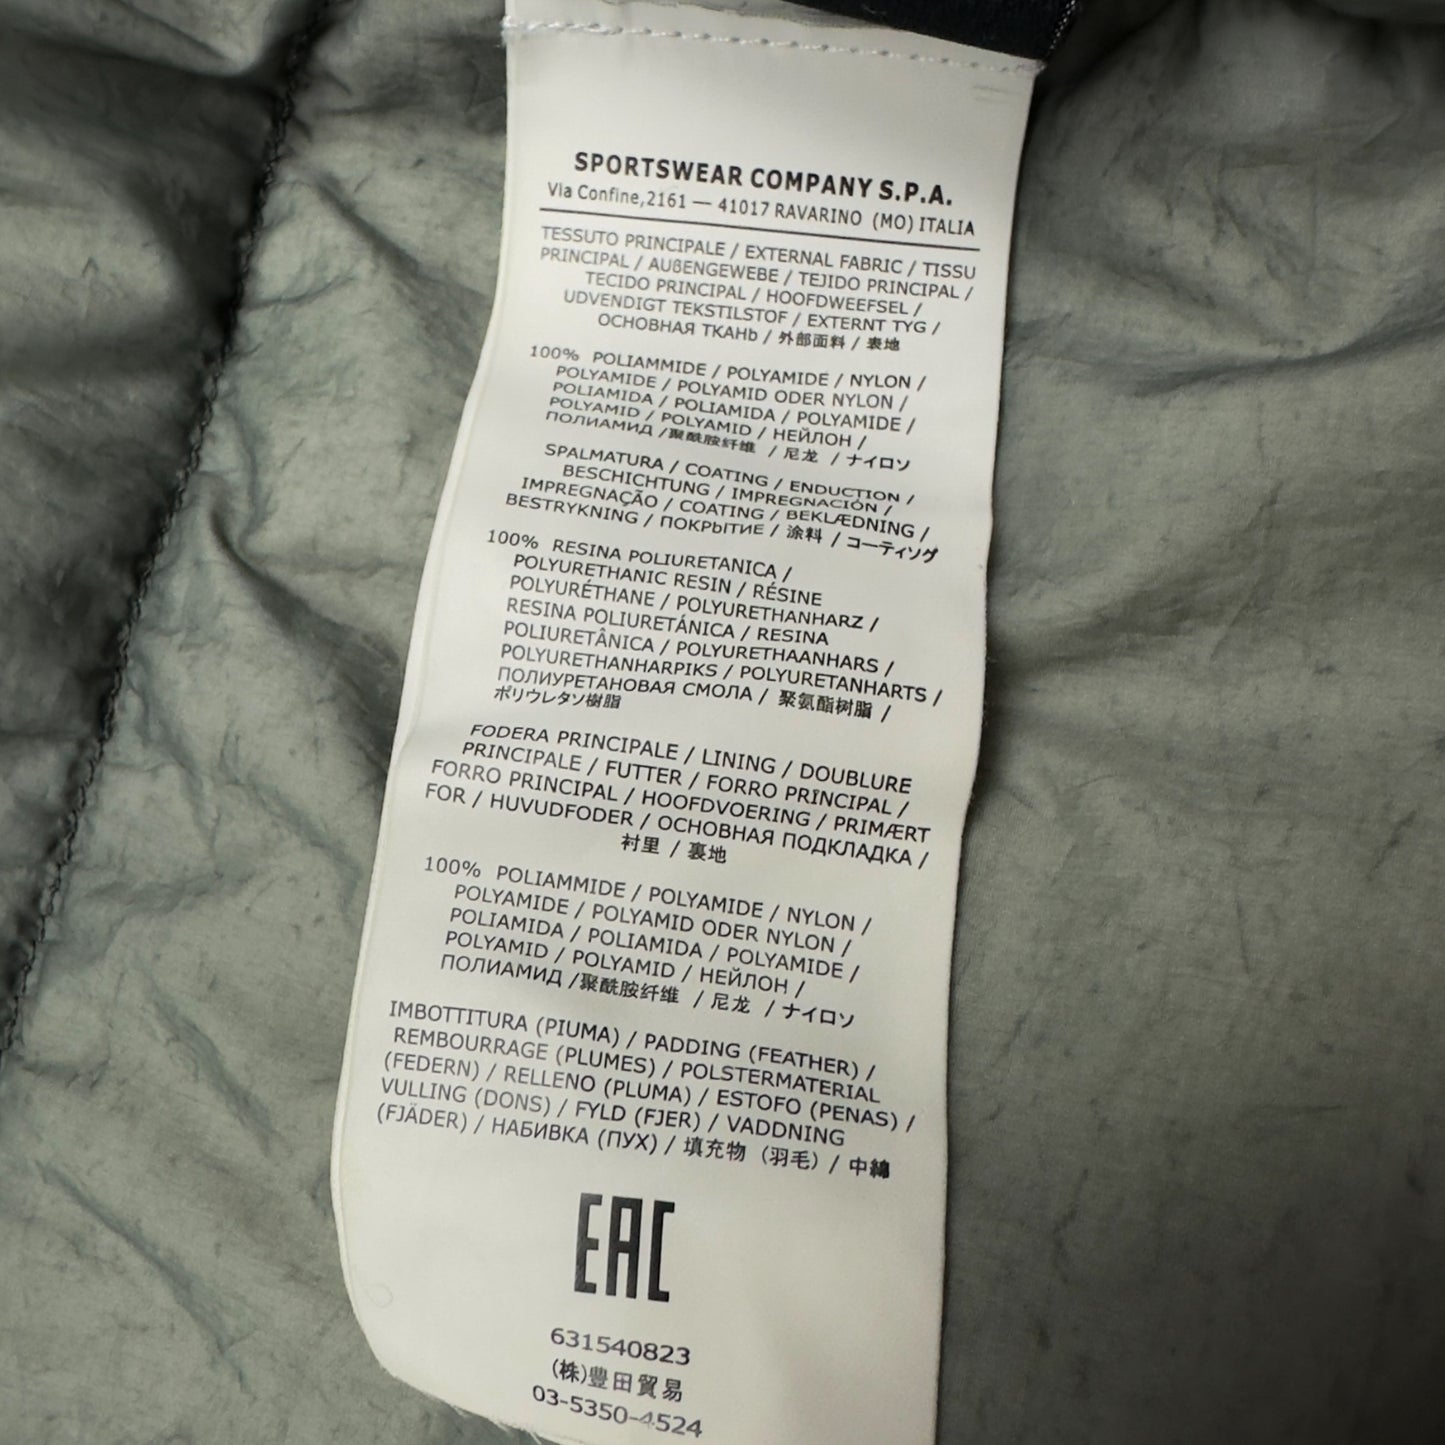 SPORTSWEAR COMPANY S.P.A.
Via Confine,2161 — 41017 RAVARINO (MO) ITALIA
TESSUTO PRINCIPALE / EXTERNAL FABRIC / TISSU
PRINCIPAL / AUßENGEWEBE / TEJIDO PRINCIPAL /
TECIDO PRINCIPAL / HOOFDWEEFSEL /
UDVENDIGT TEKSTILSTOF / EXTERNT TYG /
ОСНОВНАЯ ТКАНЬ / 外部面料 / 表地
100% POLIAMMIDE / POLYAMIDE / NYLON /
POLYAMIDE / POLYAMID ODER NYLON /
POLIAMIDA / POLIAMIDA / POLYAMIDE /
POLYAMID / POLYAMID / НЕЙЛОН /
ПОЛИАМИД /聚酰胺纤维 / 尼龙 / ナイロソ
SPALMATURA / COATING / ENDUCTION /
BESCHICHTUNG / IMPREGNACIÓN /
IMPREGNAÇÃO / COATING / BEKLÆDNING /
BESTRYKNING / ПОКРЫТИЕ / 涂料 / コーティソグ
100% RESINA POLIURETANICA /
POLYURETHANIC RESIN / RÉSINE
POLYURÉTHANE / POLYURETHANHARZ /
RESINA POLIURETÁNICA / RESINA
POLIURETÂNICA / POLYURETHAANHARS /
POLYURETHANHARPIKS / POLYURETANHARTS /
ПОЛИУРЕТАНОВАЯ СМОЛА / 聚氨酯树脂 /
ポリウレタソ樹脂
FODERA PRINCIPALE / LINING / DOUBLURE
PRINCIPALE / FUTTER / FORRO PRINCIPAL /
FORRO PRINCIPAL / HOOFDVOERING / PRIMÆRT
FOR / HUVUDFODER / ОСНОВНАЯ ПОДКЛАДКА /
衬里 / 裏地
100% POLIAMMIDE / POLYAMIDE / NYLON /
POLYAMIDE / POLYAMID ODER NYLON /
POLIAMIDA / POLIAMIDA / POLYAMIDE /
POLYAMID / POLYAMID / НЕЙЛОН /
ПОЛИАМИД /聚酰胺纤维 / 尼龙 / ナイロソ
IMBOTTITURA (PIUMA) / PADDING (FEATHER) /
REMBOURRAGE (PLUMES) / POLSTERMATERIAL
(FEDERN) / RELLENO (PLUMA) / ESTOFO (PENAS) /
VULLING (DONS) / FYLD (FJER) / VADDNING
(FJÄDER) / НАБИВКА (ПУХ) / 填充物（羽毛）/ 中綿
EAC
631540823
(株)豊田貿易
03-5350-4524